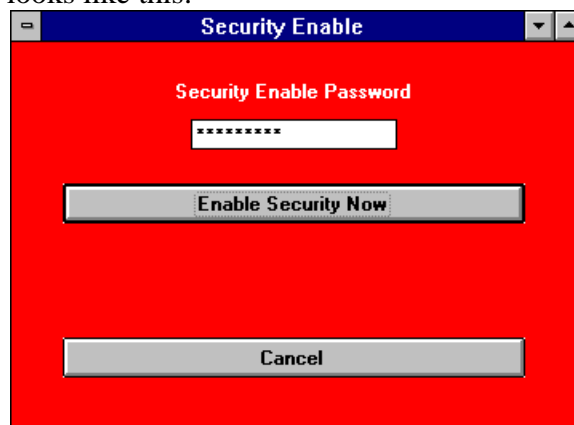 looks like this:
Security Enable
Security Enable Password
*********
Enable Security Now
Cancel